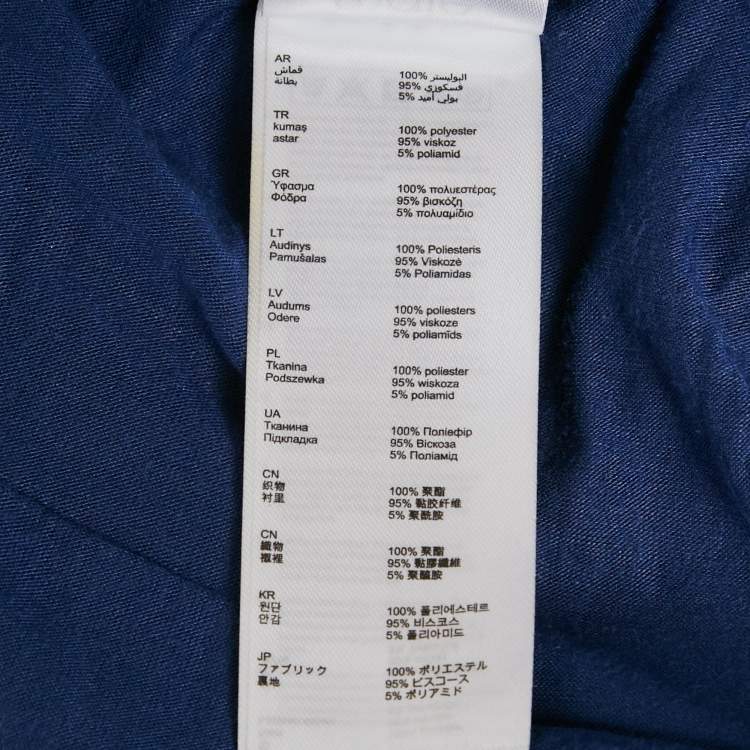 AR
قماش 100% البوليستر
بطانة 95% فسكوزي
5% بولي أميد
TR
kumaş 100% polyester
astar 95% viskoz
5% poliamid
GR
Ύφασμα 100% πολυεστέρας
Φόδρα 95% βισκόζη
5% πολυαμίδιο
LT
Audinys 100% Poliesteris
Pamušalas 95% Viskozė
5% Poliamidas
LV
Audums 100% poliesters
Odere 95% viskoze
5% poliamīds
PL
Tkanina 100% poliester
Podszewka 95% wiskoza
5% poliamid
UA
Тканина 100% Поліефір
Підкладка 95% Віскоза
5% Поліамід
CN
织物 100% 聚酯
衬里 95% 黏胶纤维
5% 聚酰胺
CN
織物 100% 聚酯
襯裡 95% 黏膠纖維
5% 聚醯胺
KR
원단 100% 폴리에스테르
안감 95% 비스코스
5% 폴리아미드
JP
ファブリック 100% ポリエステル
裏地 95% ビスコース
5% ポリアミド